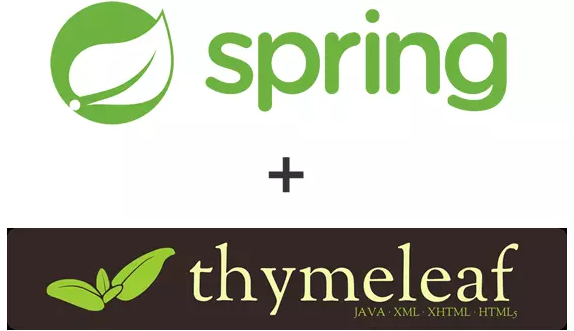 spring
+
thymeleaf
JAVA · XML · XHTML · HTML5